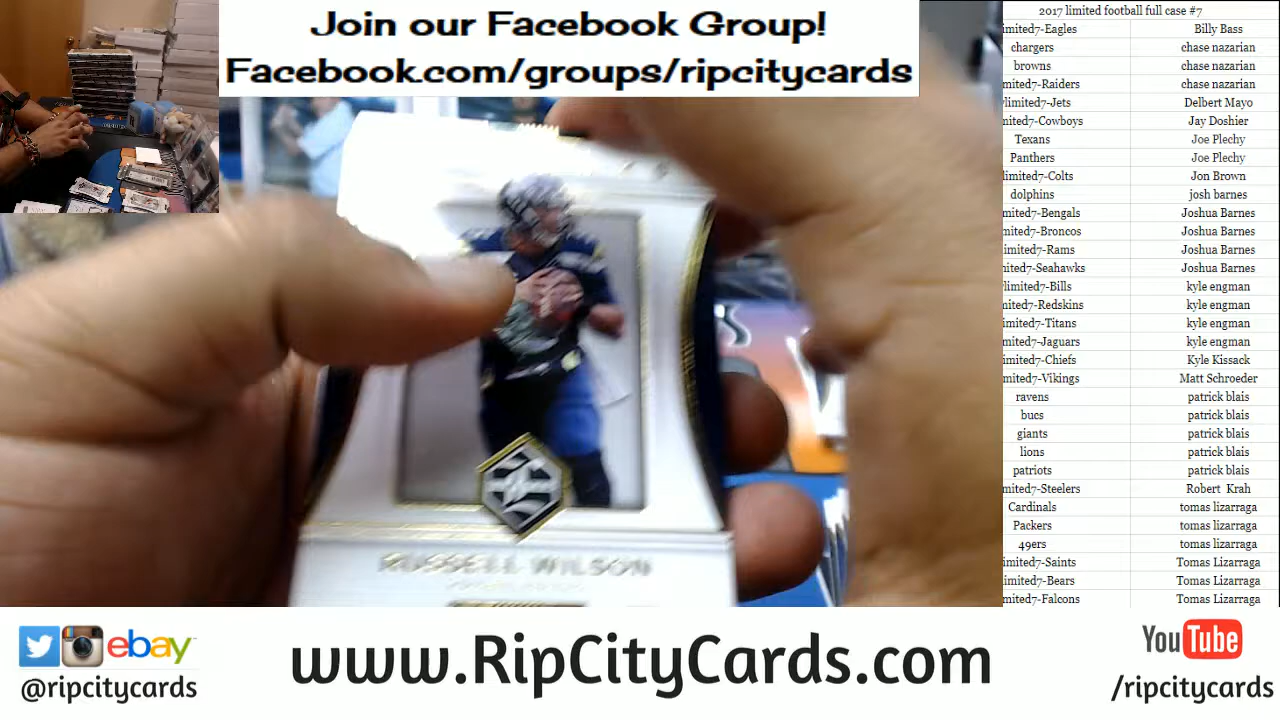 Join our Facebook Group!
Facebook.com/groups/ripcitycards
2017 limited football full case #7
imited7-Eagles Billy Bass
chargers chase nazarian
browns chase nazarian
mited7-Raiders chase nazarian
limited7-Jets Delbert Mayo
mited7-Cowboys Jay Doshier
Texans Joe Plechy
Panthers Joe Plechy
limited7-Colts Jon Brown
dolphins josh barnes
mited7-Bengals Joshua Barnes
mited7-Broncos Joshua Barnes
imited7-Rams Joshua Barnes
nited7-Seahawks Joshua Barnes
limited7-Bills kyle engman
mited7-Redskins kyle engman
imited7-Titans kyle engman
mited7-Jaguars kyle engman
imited7-Chiefs Kyle Kissack
mited7-Vikings Matt Schroeder
ravens patrick blais
bucs patrick blais
giants patrick blais
lions patrick blais
patriots patrick blais
mited7-Steelers Robert Krah
Cardinals tomas lizarraga
Packers tomas lizarraga
49ers tomas lizarraga
imited7-Saints Tomas Lizarraga
imited7-Bears Tomas Lizarraga
mited7-Falcons Tomas Lizarraga
RUSSELL WILSON
ebay
@ripcitycards
www.RipCityCards.com
YouTube
/ripcitycards